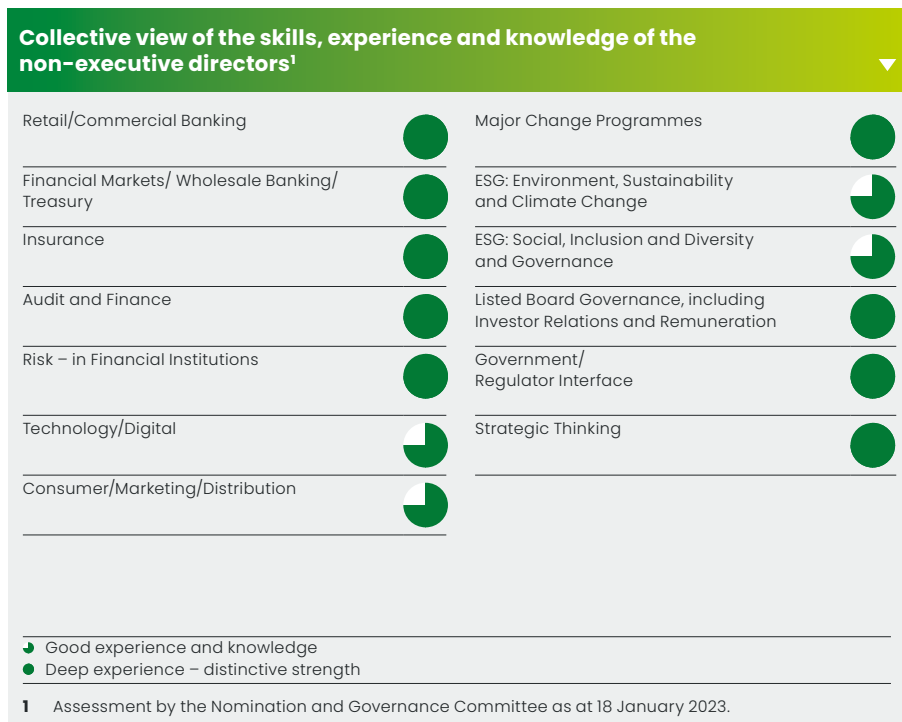 Collective view of the skills, experience and knowledge of the
non-executive directors¹
Retail/Commercial Banking
Financial Markets/ Wholesale Banking/
Treasury
Insurance
Audit and Finance
Risk – in Financial Institutions
Technology/Digital
Consumer/Marketing/Distribution
Major Change Programmes
ESG: Environment, Sustainability
and Climate Change
ESG: Social, Inclusion and Diversity
and Governance
Listed Board Governance, including
Investor Relations and Remuneration
Government/
Regulator Interface
Strategic Thinking
Good experience and knowledge
Deep experience – distinctive strength
1 Assessment by the Nomination and Governance Committee as at 18 January 2023.